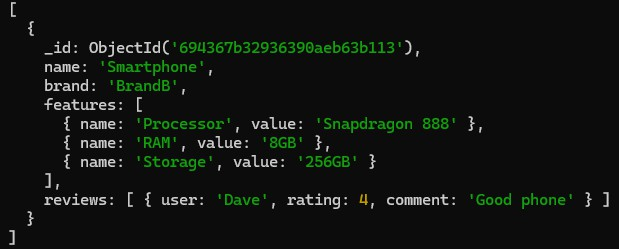 [
  {
    _id: ObjectId('694367b32936390aeb63b113'),
    name: 'Smartphone',
    brand: 'BrandB',
    features: [
      { name: 'Processor', value: 'Snapdragon 888' },
      { name: 'RAM', value: '8GB' },
      { name: 'Storage', value: '256GB' }
    ],
    reviews: [ { user: 'Dave', rating: 4, comment: 'Good phone' } ]
  }
]